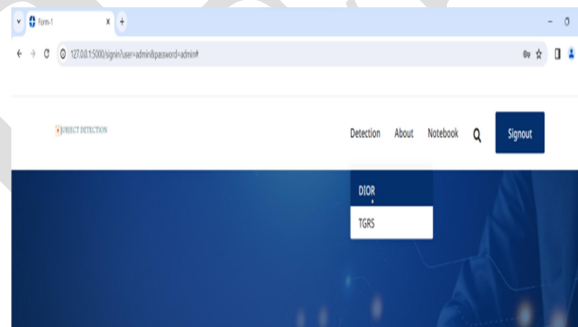 Form-1
127.0.0.1:5000/signin?user=admin&password=admin#
OBJECT DETECTION
Detection About Notebook Signout
DIOR
TGRS